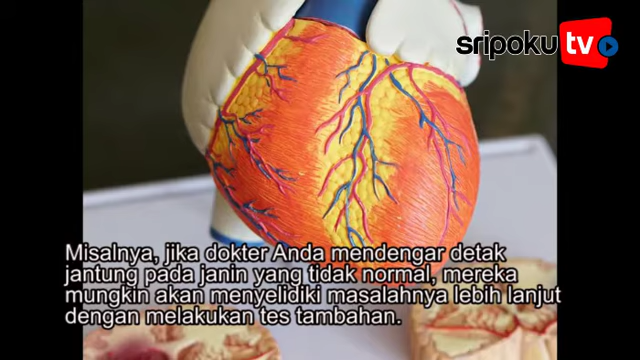 sripoku tv
Misalnya, jika dokter Anda mendengar detak
jantung pada janin yang tidak normal, mereka
mungkin akan menyelidiki masalahnya lebih lanjut
dengan melakukan tes tambahan.